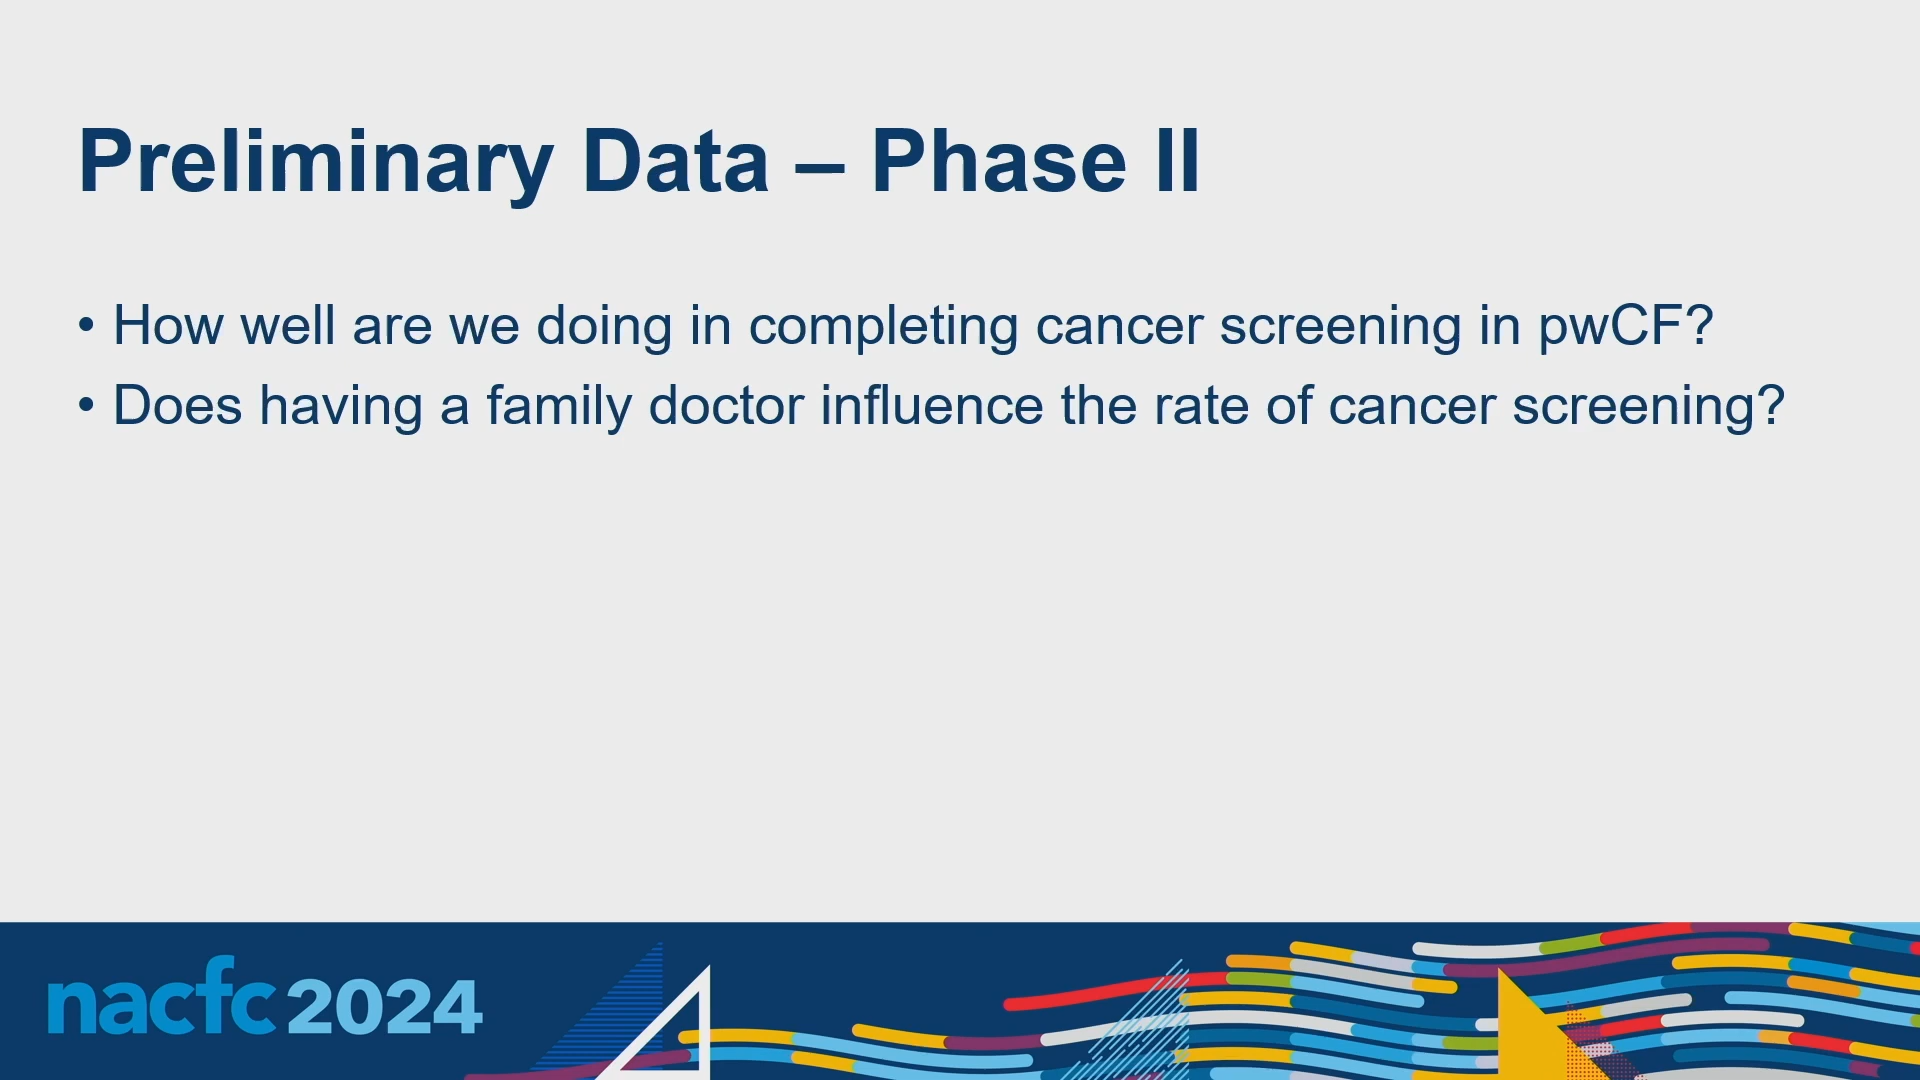 Preliminary Data – Phase II
• How well are we doing in completing cancer screening in pwCF?
• Does having a family doctor influence the rate of cancer screening?
nacfc 2024